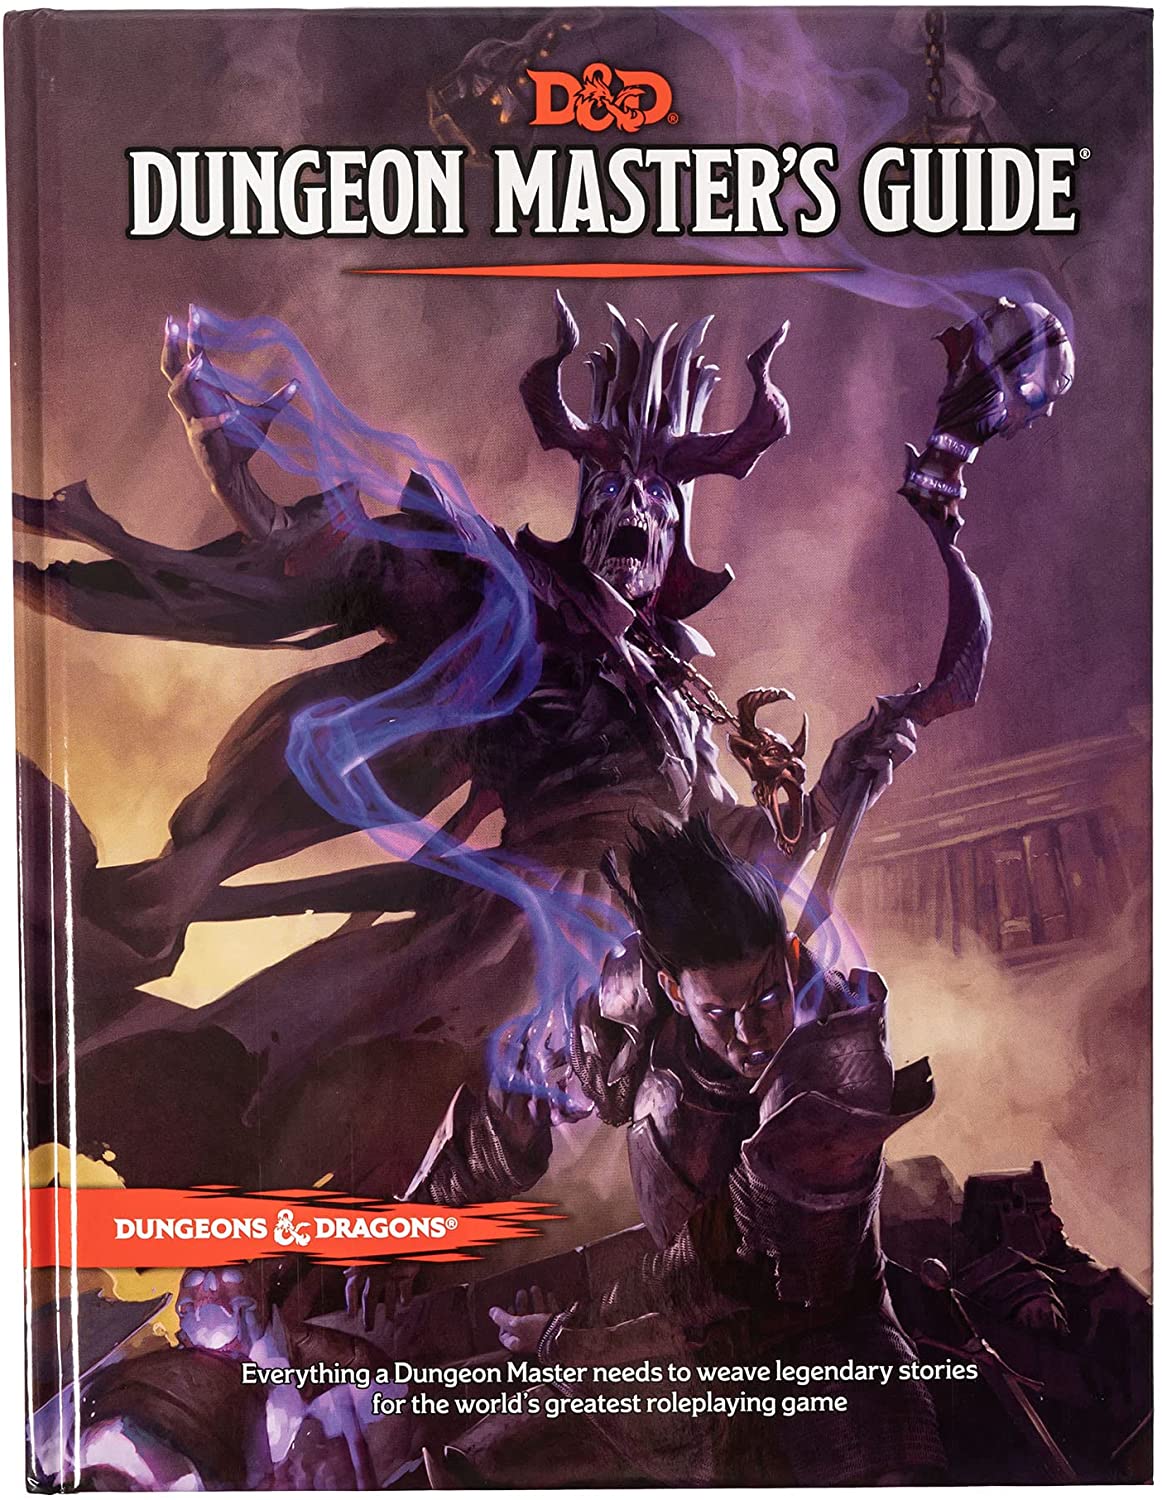 D&D®
DUNGEON MASTER'S GUIDE®
DUNGEONS & DRAGONS®
Everything a Dungeon Master needs to weave legendary stories
for the world's greatest roleplaying game